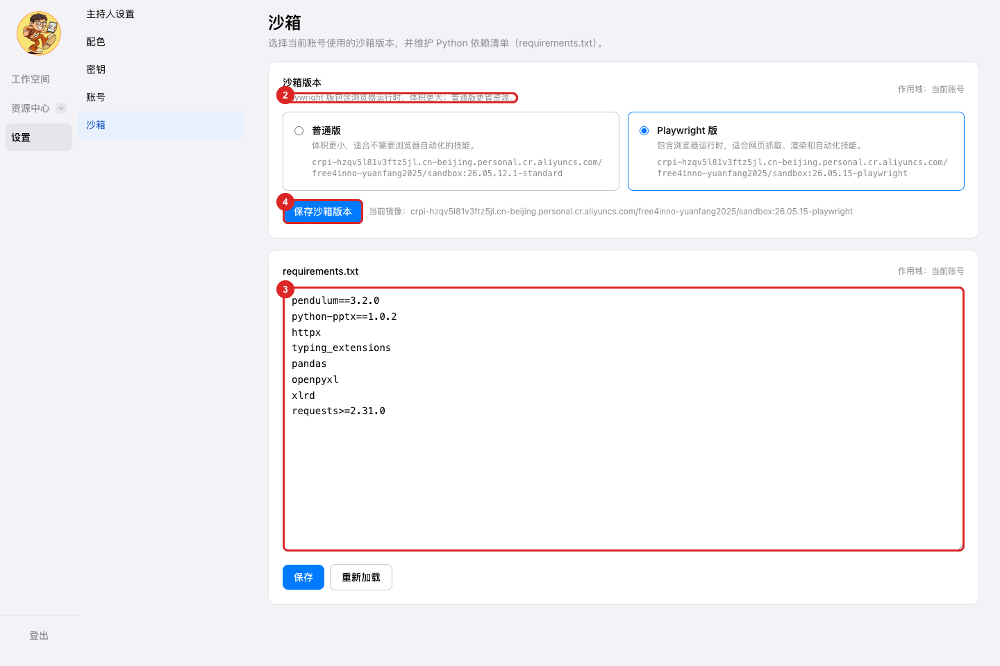 主持人设置
配色
密钥
账号
沙箱
工作空间
资源中心
设置
登出
沙箱
选择当前账号使用的沙箱版本，并维护 Python 依赖清单（requirements.txt）。
沙箱版本
作用域：当前账号
2
ywright 版包含浏览器运行时，体积更大；普通版更省资源。
普通版
体积更小，适合不需要浏览器自动化的技能。
crpi-hzqv5l81v3ftz5jl.cn-beijing.personal.cr.aliyuncs.com/
free4inno-yuanfang2025/sandbox:26.05.12.1-standard
Playwright 版
包含浏览器运行时，适合网页抓取、渲染和自动化技能。
crpi-hzqv5l81v3ftz5jl.cn-beijing.personal.cr.aliyuncs.com/
free4inno-yuanfang2025/sandbox:26.05.15-playwright
4
保存沙箱版本
当前镜像：crpi-hzqv5l81v3ftz5jl.cn-beijing.personal.cr.aliyuncs.com/free4inno-yuanfang2025/sandbox:26.05.15-playwright
requirements.txt
作用域：当前账号
3
pendulum==3.2.0
python-pptx==1.0.2
httpx
typing_extensions
pandas
openpyxl
xlrd
requests>=2.31.0
保存
重新加载